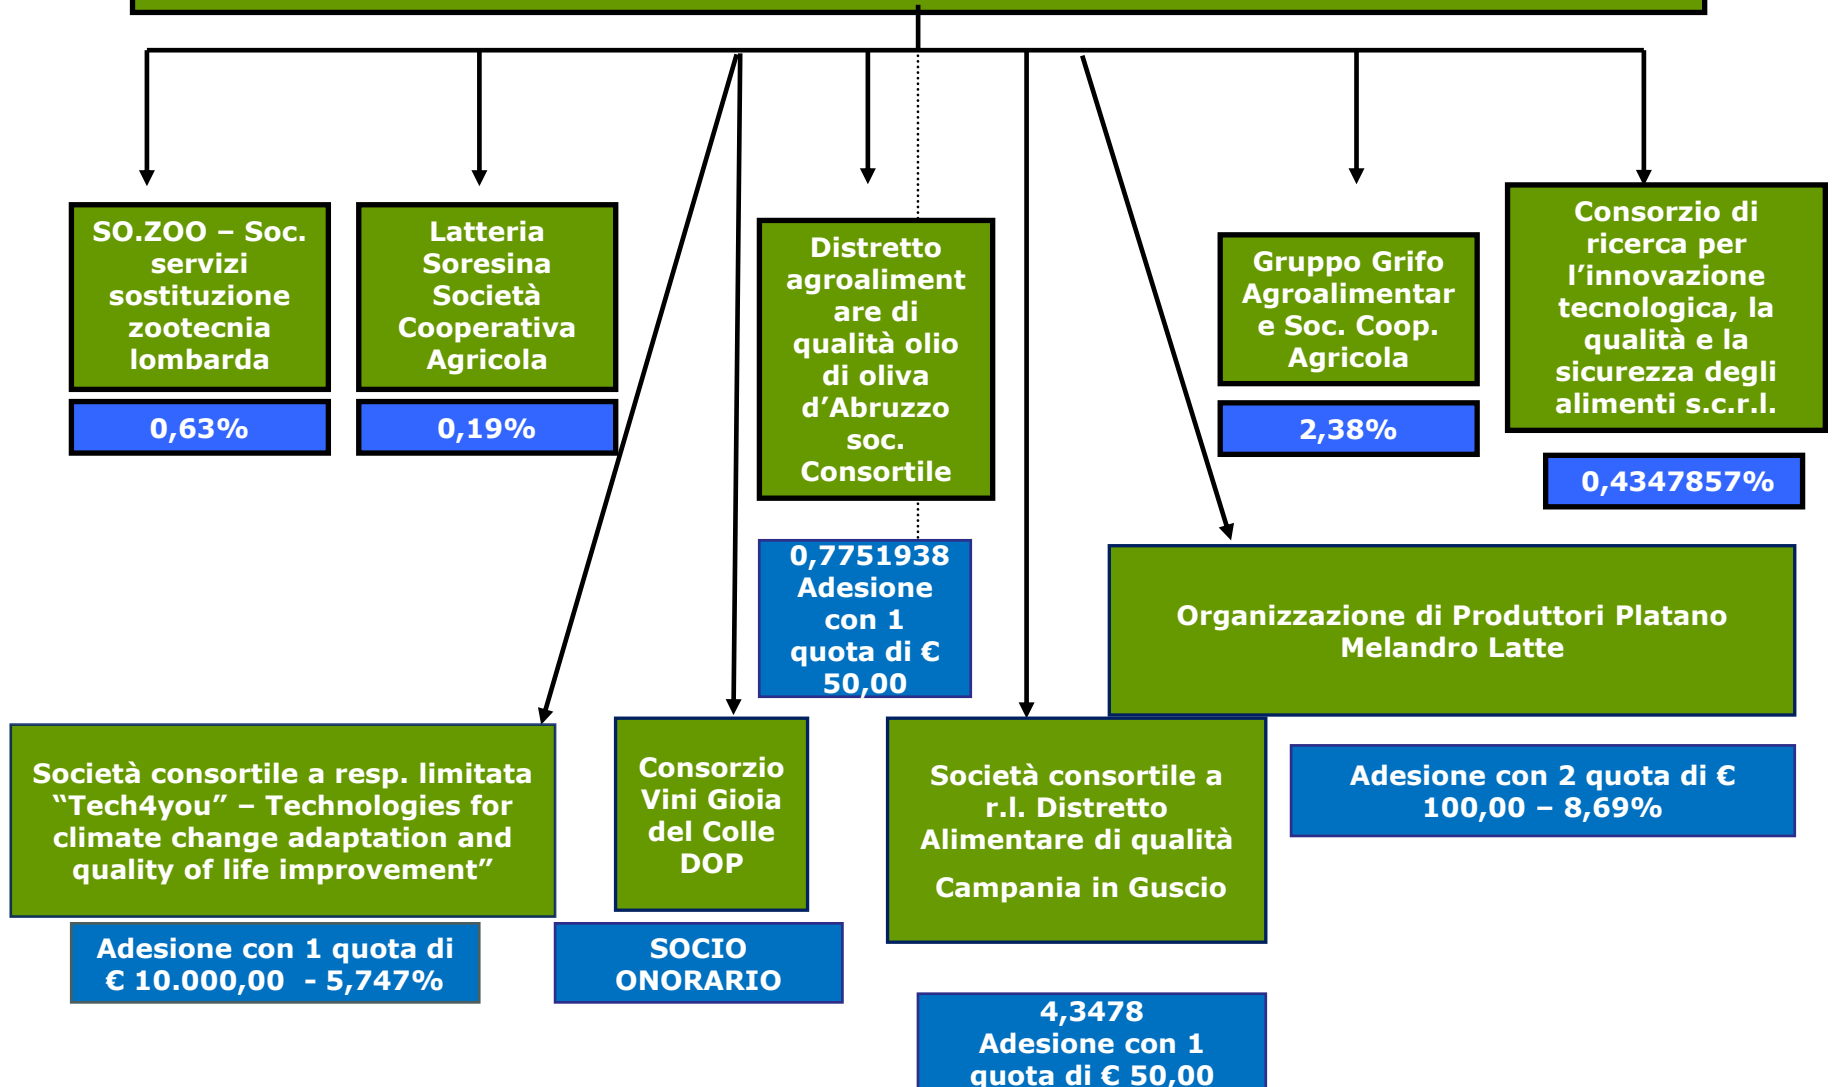 SO.ZOO – Soc.
servizi
sostituzione
zootecnia
lombarda
0,63%
Latteria
Soresina
Società
Cooperativa
Agricola
0,19%
Distretto
agroaliment
are di
qualità olio
di oliva
d’Abruzzo
soc.
Consortile
0,7751938
Adesione
con 1
quota di €
50,00
Gruppo Grifo
Agroalimentar
e Soc. Coop.
Agricola
2,38%
Consorzio di
ricerca per
l’innovazione
tecnologica, la
qualità e la
sicurezza degli
alimenti s.c.r.l.
0,4347857%
Organizzazione di Produttori Platano
Melandro Latte
Adesione con 2 quota di €
100,00 – 8,69%
Società consortile a resp. limitata
“Tech4you” – Technologies for
climate change adaptation and
quality of life improvement”
Adesione con 1 quota di
€ 10.000,00 - 5,747%
Consorzio
Vini Gioia
del Colle
DOP
SOCIO
ONORARIO
Società consortile a
r.l. Distretto
Alimentare di qualità
Campania in Guscio
4,3478
Adesione con 1
quota di € 50,00